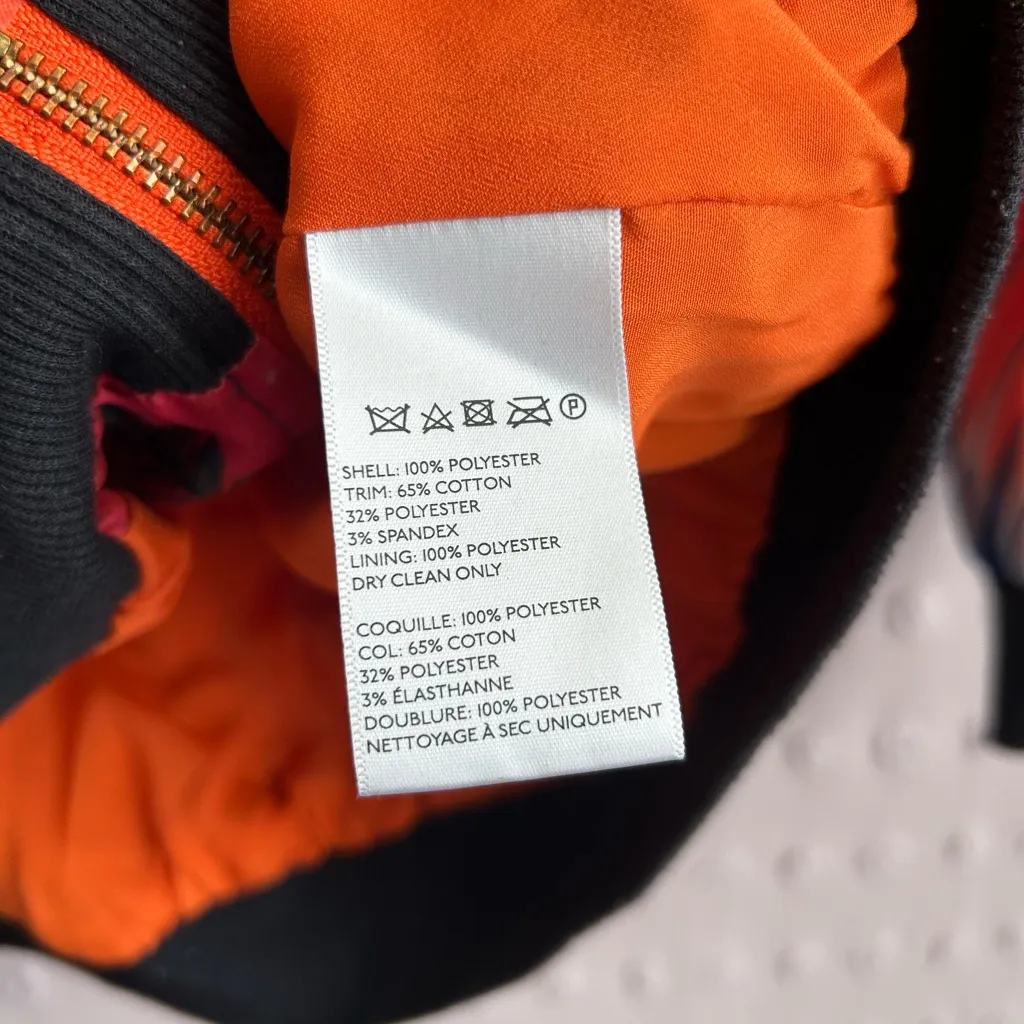 P
SHELL: 100% POLYESTER
TRIM: 65% COTTON
32% POLYESTER
3% SPANDEX
LINING: 100% POLYESTER
DRY CLEAN ONLY
COQUILLE: 100% POLYESTER
COL: 65% COTON
32% POLYESTER
3% ÉLASTHANNE
DOUBLURE: 100% POLYESTER
NETTOYAGE À SEC UNIQUEMENT